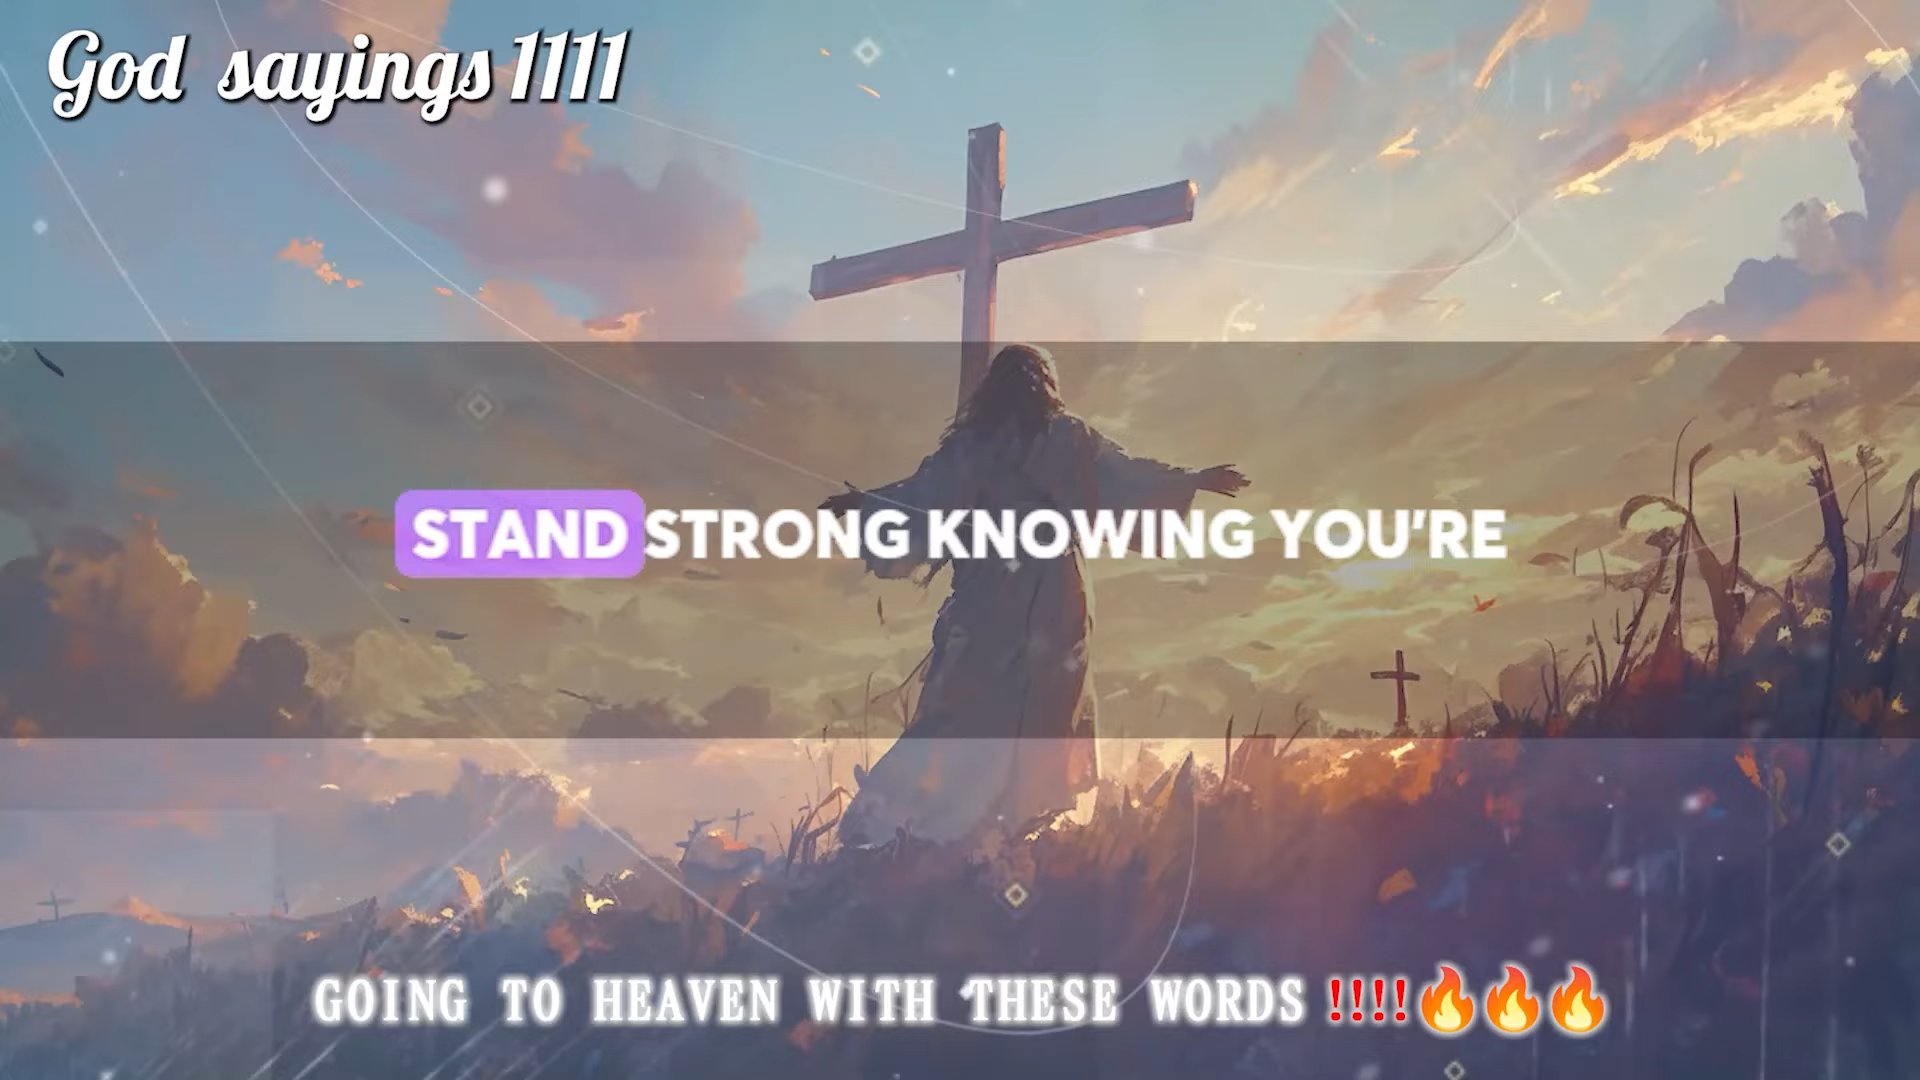 God sayings 1111
STAND STRONG KNOWING YOU'RE
GOING TO HEAVEN WITH THESE WORDS !!!!🔥🔥🔥